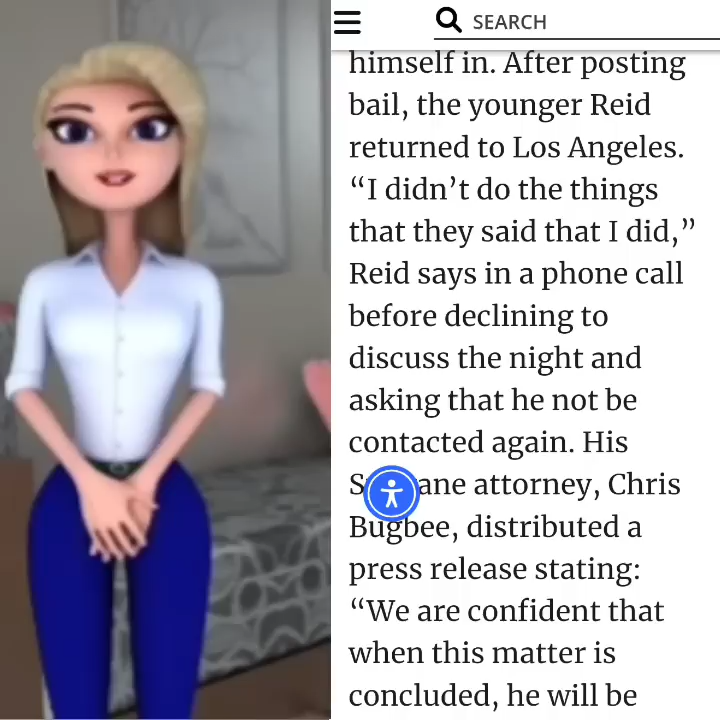 SEARCH
himself in. After posting
bail, the younger Reid
returned to Los Angeles.
“I didn’t do the things
that they said that I did,”
Reid says in a phone call
before declining to
discuss the night and
asking that he not be
contacted again. His
attorney, Chris
Bugbee, distributed a
press release stating:
“We are confident that
when this matter is
concluded, he will be